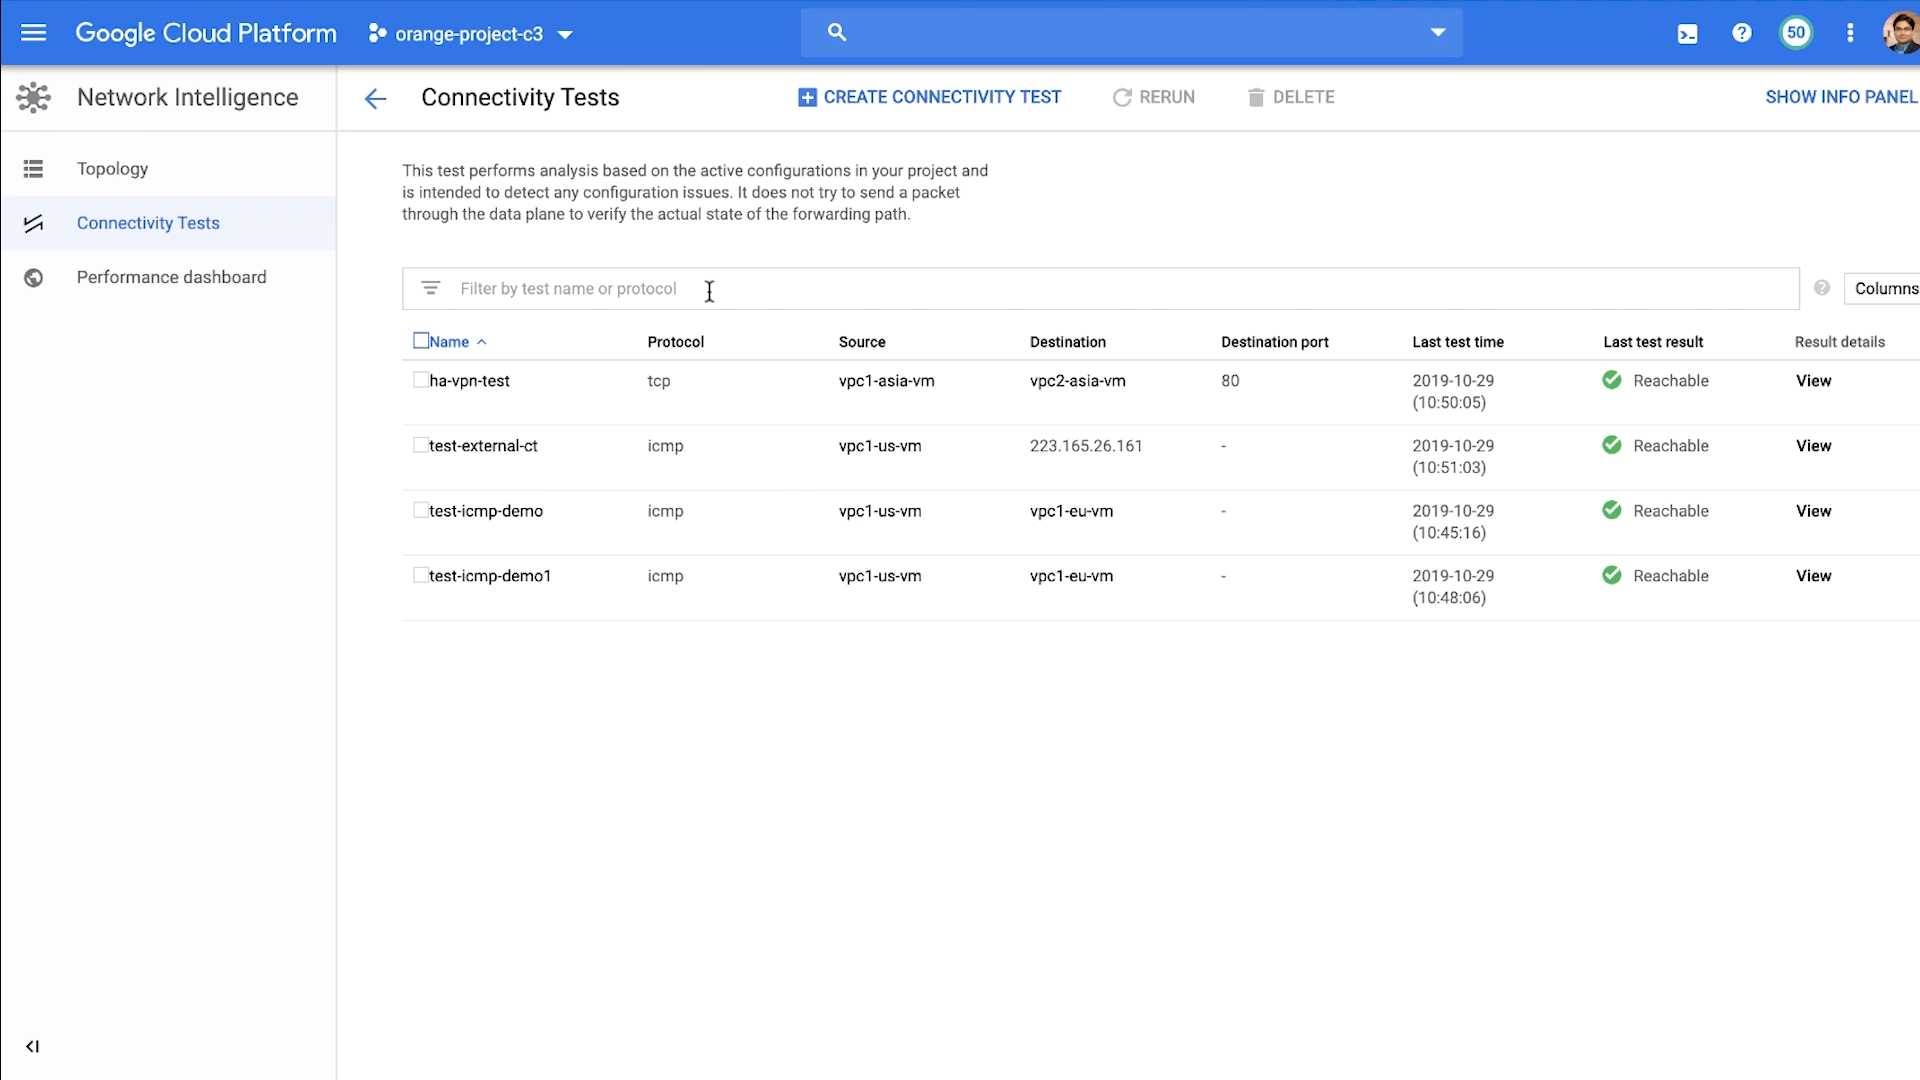 Google Cloud Platform
orange-project-c3
50
Network Intelligence
Connectivity Tests
CREATE CONNECTIVITY TEST
RERUN
DELETE
SHOW INFO PANEL
Topology
Connectivity Tests
Performance dashboard
This test performs analysis based on the active configurations in your project and
is intended to detect any configuration issues. It does not try to send a packet
through the data plane to verify the actual state of the forwarding path.
Filter by test name or protocol
Columns
Name Protocol Source Destination Destination port Last test time Last test result Result details
ha-vpn-test tcp vpc1-asia-vm vpc2-asia-vm 80 2019-10-29 Reachable View
(10:50:05)
test-external-ct icmp vpc1-us-vm 223.165.26.161 - 2019-10-29 Reachable View
(10:51:03)
test-icmp-demo icmp vpc1-us-vm vpc1-eu-vm - 2019-10-29 Reachable View
(10:45:16)
test-icmp-demo1 icmp vpc1-us-vm vpc1-eu-vm - 2019-10-29 Reachable View
(10:48:06)